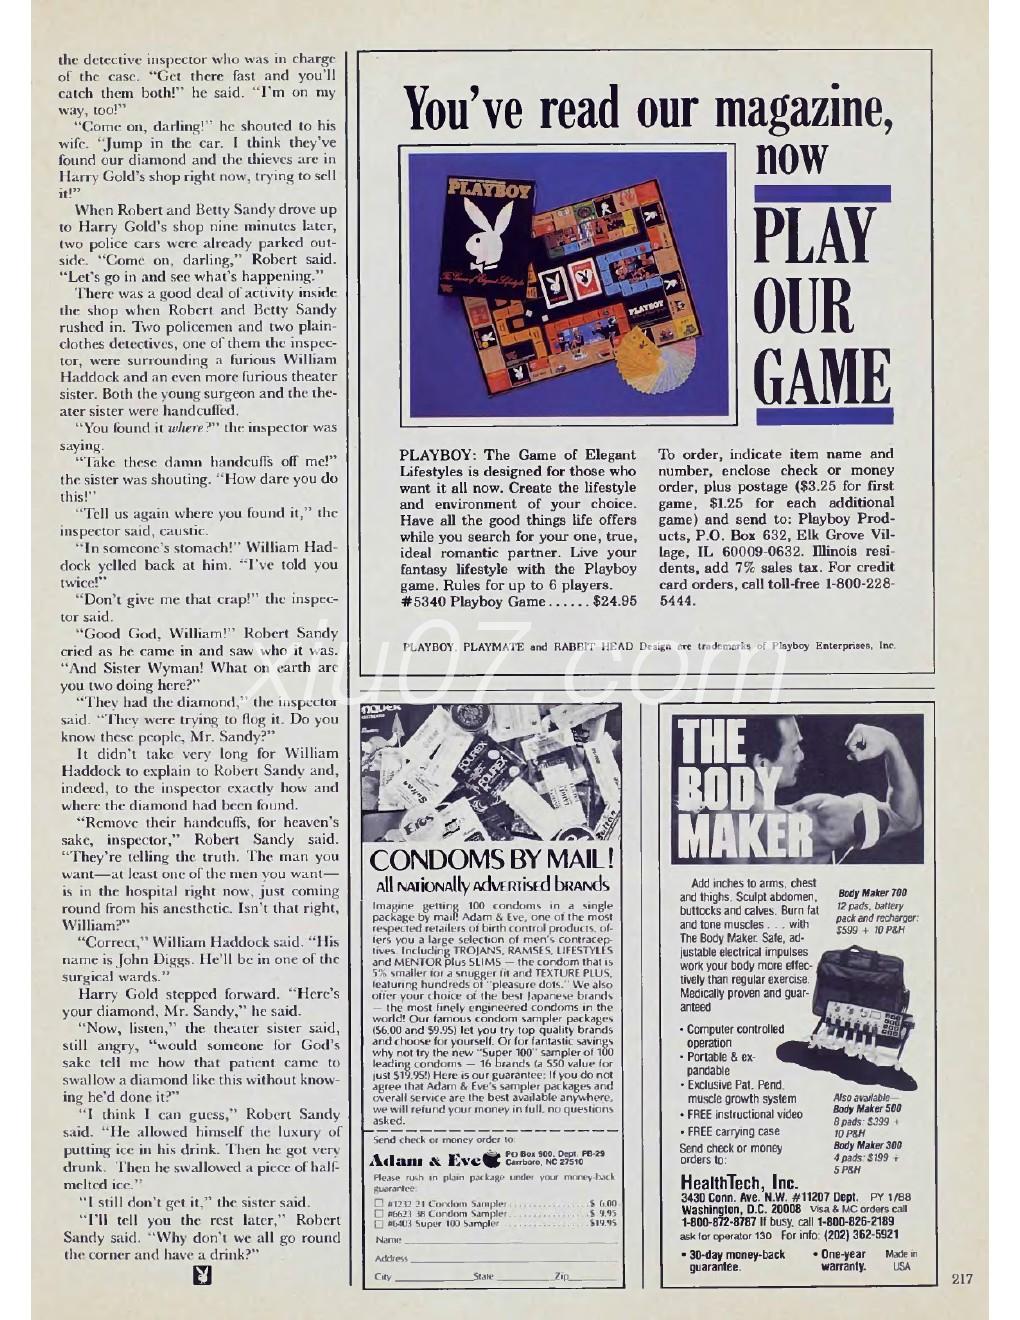 the detective inspector who was in charge
of the case. “Get there fast and you’ll
catch them both!” he said. “I’m on my
way, too!”
“Come on, darling!” he shouted to his
wife. “Jump in the car. I think they’ve
found our diamond and the thieves are in
Harry Gold’s shop right now, trying to sell
it!”
When Robert and Betty Sandy drove up
to Harry Gold’s shop nine minutes later,
two police cars were already parked out-
side. “Come on, darling,” Robert said.
“Let’s go in and see what’s happening.”
There was a good deal of activity inside
the shop when Robert and Betty Sandy
rushed in. Two policemen and two plain-
clothes detectives, one of them the inspec-
tor, were surrounding a furious William
Haddock and an even more furious theater
sister. Both the young surgeon and the the-
ater sister were handcuffed.
“You found it where?” the inspector was
saying.
“Take these damn handcuffs off me!”
the sister was shouting. “How dare you do
this!”
“Tell us again where you found it,” the
inspector said, caustic.
“In someone’s stomach!” William Had-
dock yelled back at him. “I’ve told you
twice!”
“Don’t give me that crap!” the inspec-
tor said.
“Good God, William!” Robert Sandy
cried as he came in and saw who it was.
“And Sister Wyman! What on earth are
you two doing here?”
“They had the diamond,” the inspector
said. “They were trying to flog it. Do you
know these people, Mr. Sandy?”
It didn’t take very long for William
Haddock to explain to Robert Sandy and,
indeed, to the inspector exactly how and
where the diamond had been found.
“Remove their handcuffs, for heaven’s
sake, inspector,” Robert Sandy said.
“They’re telling the truth. The man you
want—at least one of the men you want—
is in the hospital right now, just coming
round from his anesthetic. Isn’t that right,
William?”
“Correct,” William Haddock said. “His
name is John Diggs. He’ll be in one of the
surgical wards.”
Harry Gold stepped forward. “Here’s
your diamond, Mr. Sandy,” he said.
“Now, listen,” the theater sister said,
still angry, “would someone for God’s
sake tell me how that patient came to
swallow a diamond like this without know-
ing he’d done it?”
“I think I can guess,” Robert Sandy
said. “He allowed himself the luxury of
putting ice in his drink. Then he got very
drunk. Then he swallowed a piece of half-
melted ice.”
“I still don’t get it,” the sister said.
“I’ll tell you the rest later,” Robert
Sandy said. “Why don’t we all go round
the corner and have a drink?”
You’ve read our magazine,
now
PLAY
OUR
GAME
PLAYBOY
The Game of Elegant Lifestyles
PLAYBOY
PLAYBOY: The Game of Elegant
Lifestyles is designed for those who
want it all now. Create the lifestyle
and environment of your choice.
Have all the good things life offers
while you search for your one, true,
ideal romantic partner. Live your
fantasy lifestyle with the Playboy
game. Rules for up to 6 players.
#5340 Playboy Game...... $24.95
To order, indicate item name and
number, enclose check or money
order, plus postage ($3.25 for first
game, $1.25 for each additional
game) and send to: Playboy Prod-
ucts, P.O. Box 632, Elk Grove Vil-
lage, IL 60009-0632. Illinois resi-
dents, add 7% sales tax. For credit
card orders, call toll-free 1-800-228-
5444.
PLAYBOY, PLAYMATE and RABBIT HEAD Design are trademarks of Playboy Enterprises, Inc.
xiu07.com
FOUREX
FOUREX
ERos
CONDOMS BY MAIL!
All NATIONALLY ADVERTISED BRANDS
Imagine getting 100 condoms in a single
package by mail! Adam & Eve, one of the most
respected retailers of birth control products, of-
fers you a large selection of men’s contracep-
tives. Including TROJANS, RAMSES, LIFESTYLES
and MENTOR plus SLIMS — the condom that is
5% smaller for a snugger fit and TEXTURE PLUS,
featuring hundreds of “pleasure dots.” We also
offer your choice of the best Japanese brands
— the most finely engineered condoms in the
world! Our famous condom sampler packages
($6.00 and $9.95) let you try top quality brands
and choose for yourself. Or for fantastic savings
why not try the new “Super 100” sampler of 100
leading condoms — 16 brands (a $50 value for
just $19.95!) Here is our guarantee: If you do not
agree that Adam & Eve’s sampler packages and
overall service are the best available anywhere,
we will refund your money in full, no questions
asked.
Send check or money order to:
Adam & Eve PO Box 900, Dept. PB-29
Carrboro, NC 27510
Please rush in plain package under your money-back
guarantee:
#1232 21 Condom Sampler $ 6.00
#6623 38 Condom Sampler $ 9.95
#6403 Super 100 Sampler $19.95
Name
Address
City State Zip
THE
BODY
MAKER
Add inches to arms, chest
and thighs. Sculpt abdomen,
buttocks and calves. Burn fat
and tone muscles . . . with
The Body Maker. Safe, ad-
justable electrical impulses
work your body more effec-
tively than regular exercise.
Medically proven and guar-
anteed
• Computer controlled
operation
• Portable & ex-
pandable
• Exclusive Pat. Pend.
muscle growth system
• FREE instructional video
• FREE carrying case
Send check or money
orders to:
Body Maker 700
12 pads, battery
pack and recharger:
$599 + 10 P&H
Also available—
Body Maker 500
8 pads: $399 +
10 P&H
Body Maker 300
4 pads: $199 +
5 P&H
HealthTech, Inc.
3430 Conn. Ave. N.W. #11207 Dept. PY 1/88
Washington, D.C. 20008 Visa & MC orders call
1-800-872-8787 If busy, call 1-800-826-2189
ask for operator 130 For info: (202) 362-5921
• 30-day money-back
guarantee.
• One-year
warranty.
Made in
USA
217